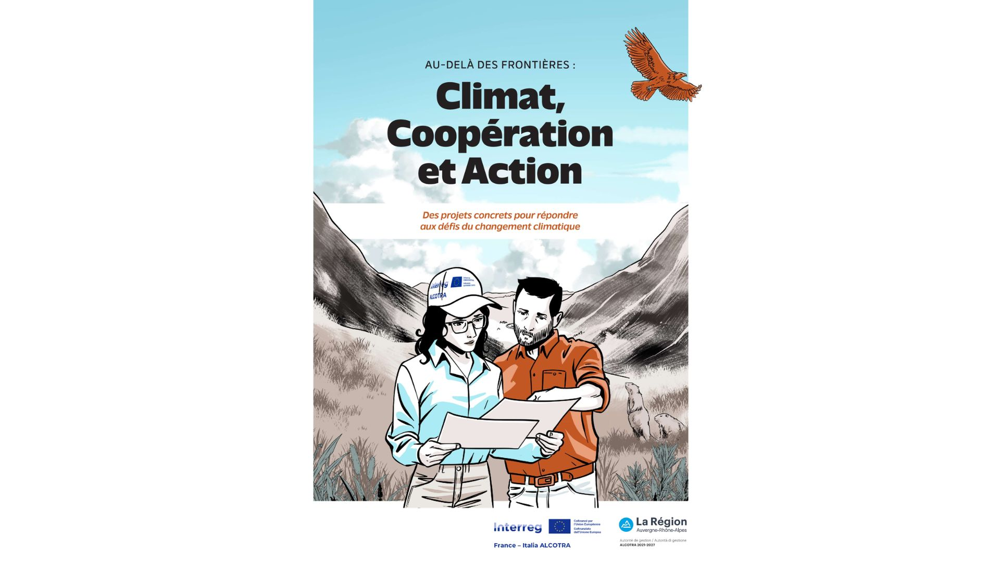 AU-DELÀ DES FRONTIÈRES :
Climat,
Coopération
et Action
Des projets concrets pour répondre
aux défis du changement climatique
Interreg
ALCOTRA
Interreg
Cofinancé par
l'Union Européenne
Cofinanziato
dall'Unione Europea
France – Italia ALCOTRA
La Région
Auvergne-Rhône-Alpes
Autorité de gestion / Autorità di gestione
ALCOTRA 2021-2027